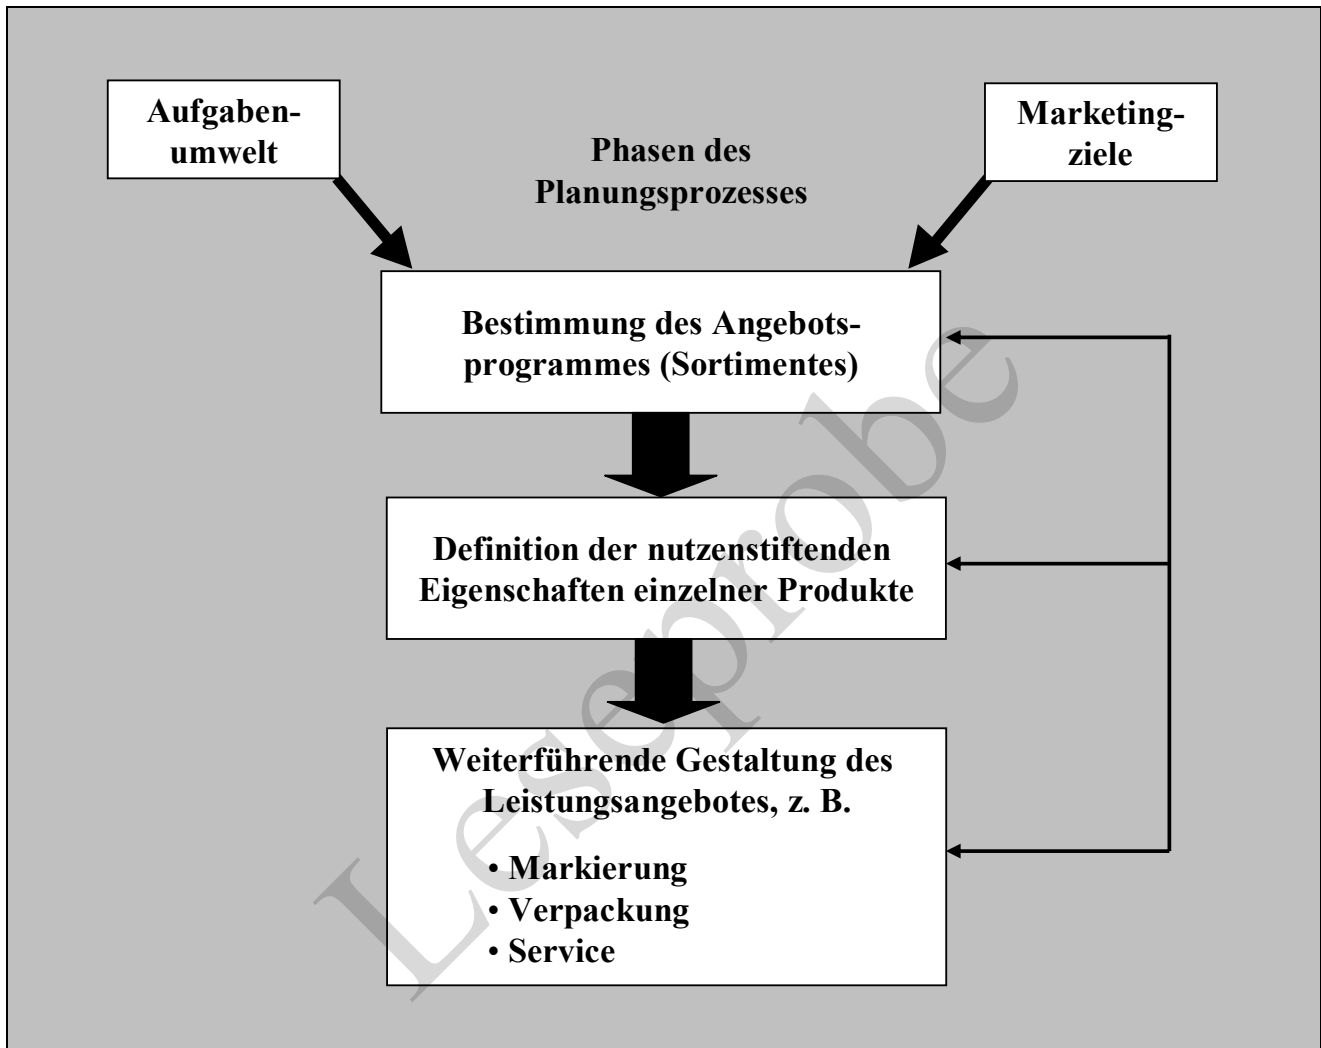 Aufgaben-
umwelt
Marketing-
ziele
Phasen des
Planungsprozesses
Bestimmung des Angebots-
programmes (Sortimentes)
Definition der nutzenstiftenden
Eigenschaften einzelner Produkte
Weiterführende Gestaltung des
Leistungsangebotes, z. B.
• Markierung
• Verpackung
• Service
Leseprobe